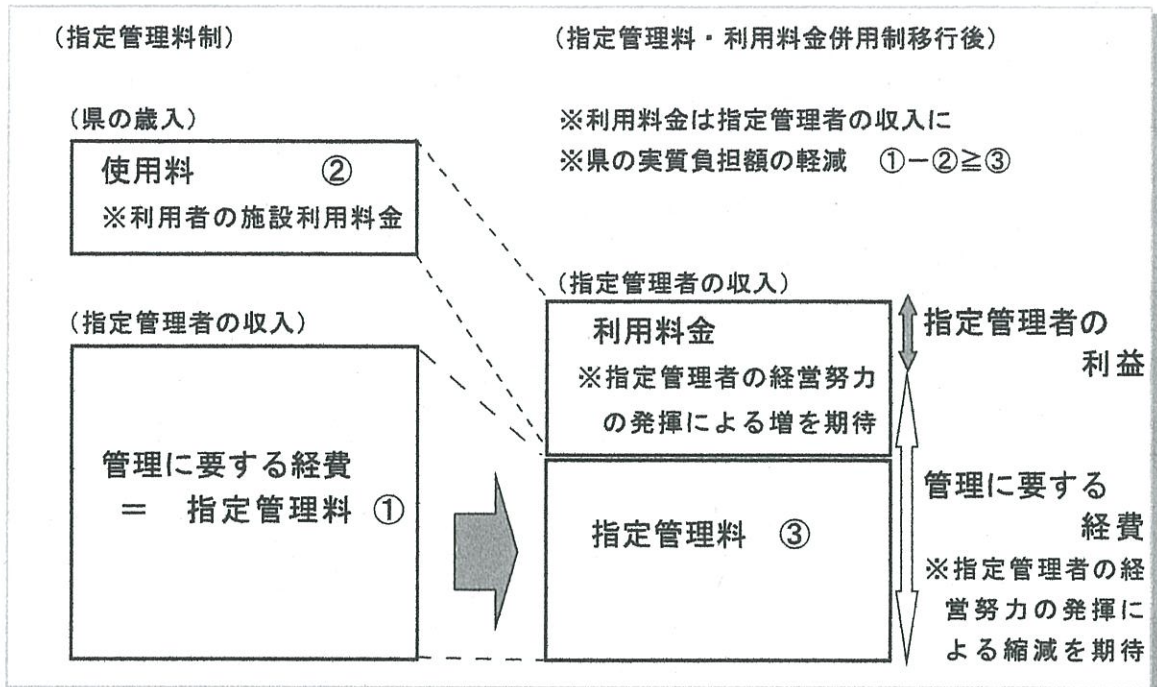 （指定管理料制）
（県の歳入）
使用料　②
※利用者の施設利用料金
（指定管理者の収入）
管理に要する経費
＝　指定管理料　①
（指定管理料・利用料金併用制移行後）
※利用料金は指定管理者の収入に
※県の実質負担額の軽減　①－②≧③
（指定管理者の収入）
利用料金
※指定管理者の経営努力
の発揮による増を期待
指定管理料　③
指定管理者の
利益
管理に要する
経費
※指定管理者の経
営努力の発揮に
よる縮減を期待